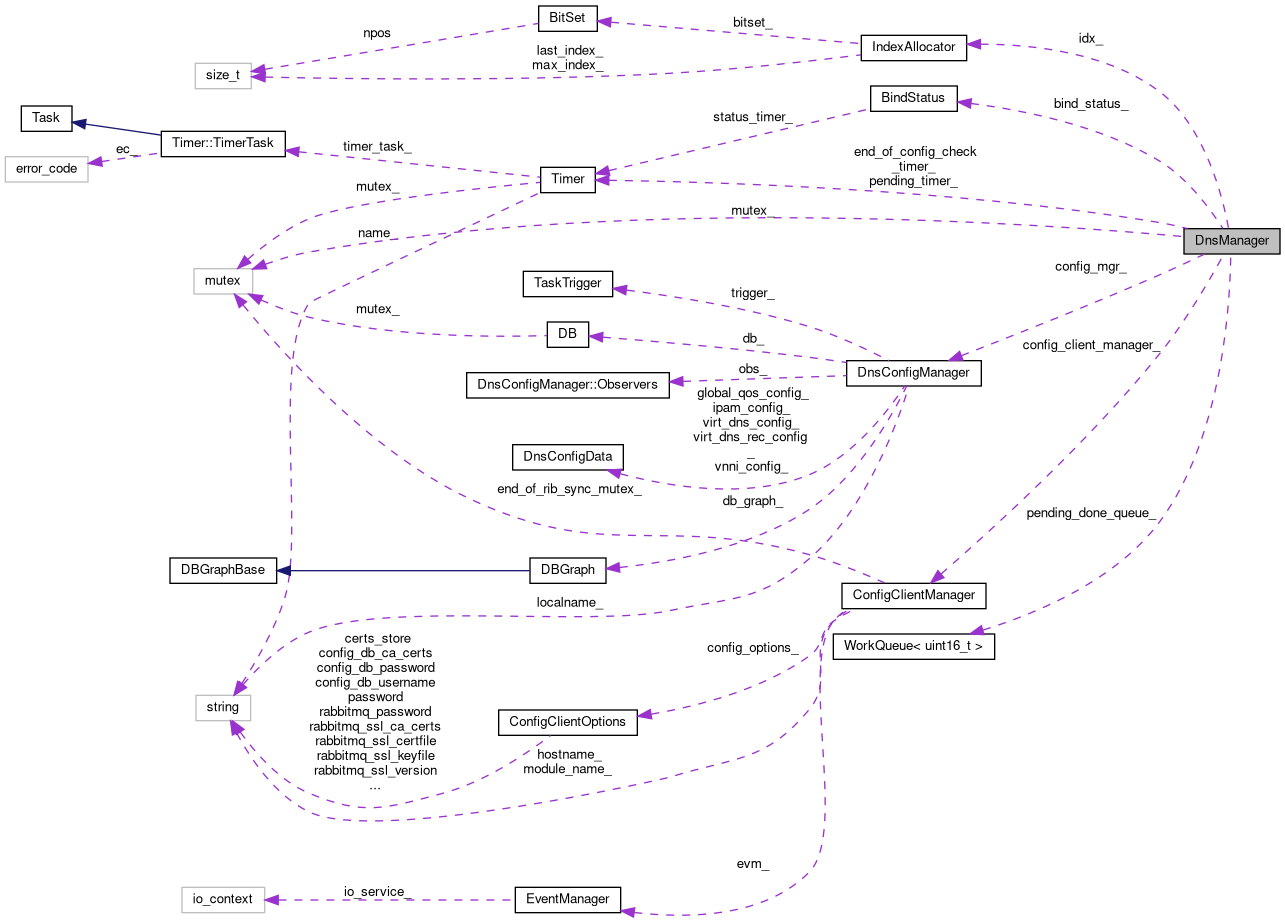 BitSet
npos
bitset_
size_t
last_index_
max_index_
IndexAllocator
idx_
BindStatus
bind_status_
status_timer_
Task
Timer::TimerTask
ec_
error_code
timer_task_
Timer
end_of_config_check
_timer_
pending_timer_
mutex_
mutex_
name_
DnsManager
mutex
TaskTrigger
trigger_
config_mgr_
mutex_
DB
db_
DnsConfigManager::Observers
obs_
DnsConfigManager
config_client_manager_
global_qos_config_
ipam_config_
virt_dns_config_
virt_dns_rec_config
_
vnni_config_
DnsConfigData
end_of_rib_sync_mutex_
db_graph_
pending_done_queue_
DBGraphBase
DBGraph
ConfigClientManager
localname_
WorkQueue< uint16_t >
certs_store
config_db_ca_certs
config_db_password
config_db_username
password
rabbitmq_password
rabbitmq_ssl_ca_certs
rabbitmq_ssl_certfile
rabbitmq_ssl_keyfile
rabbitmq_ssl_version
...
config_options_
string
ConfigClientOptions
hostname_
module_name_
evm_
io_context
io_service_
EventManager